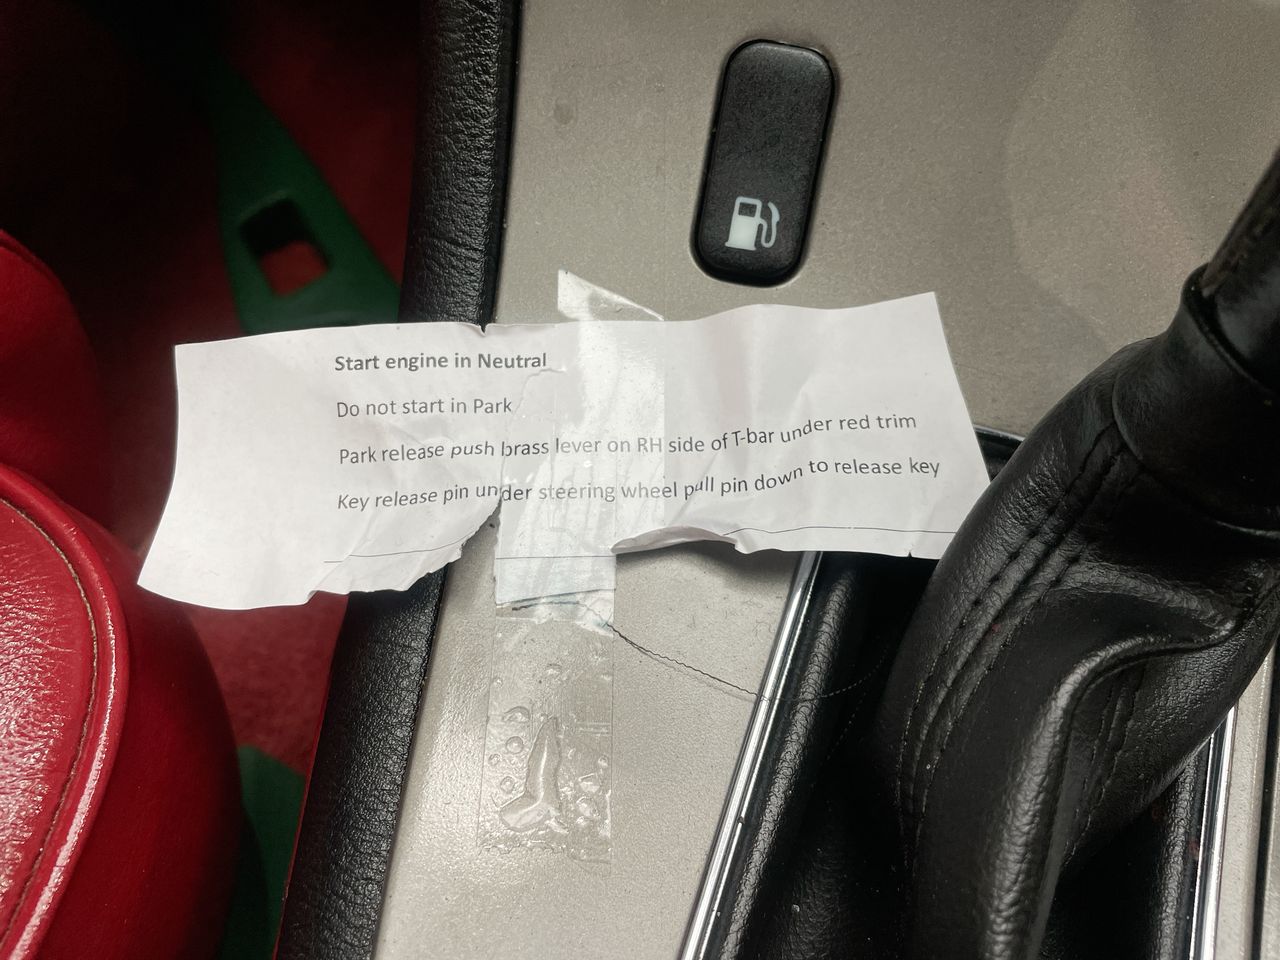 Start engine in Neutral
Do not start in Park
Park release push brass lever on RH side of T-bar under red trim
Key release pin under steering wheel pull pin down to release key